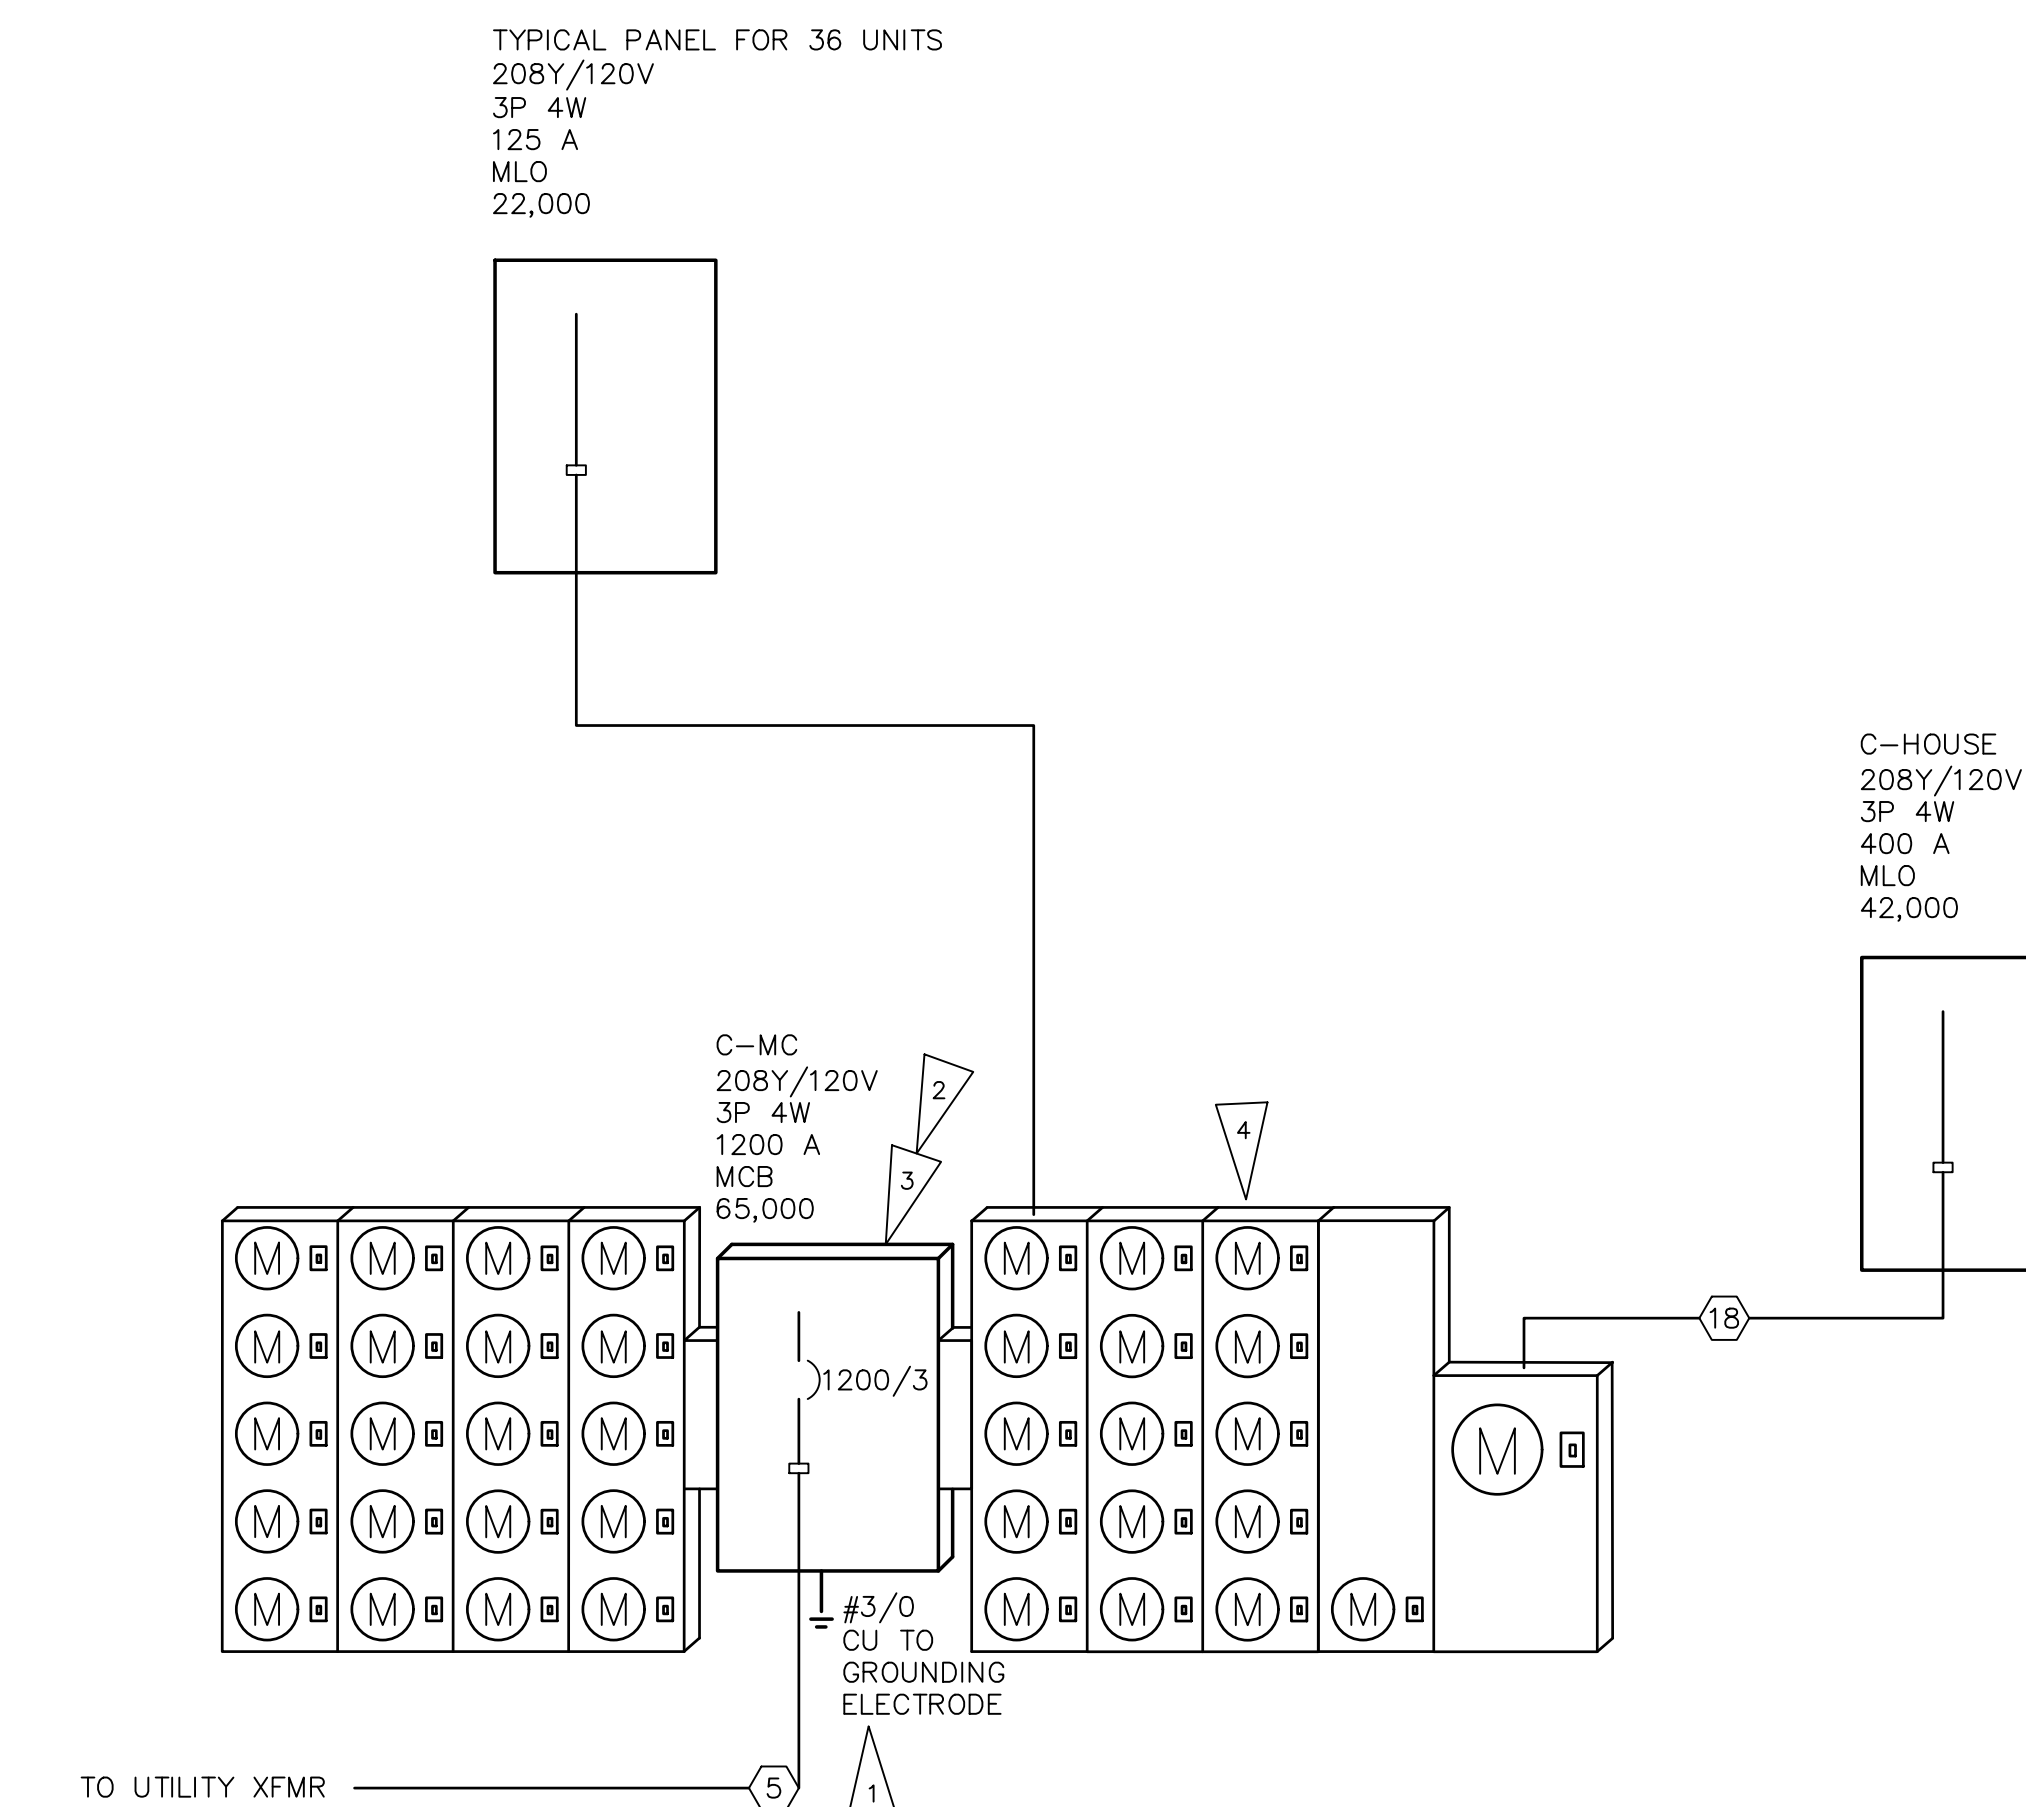 TYPICAL PANEL FOR 36 UNITS
208Y/120V
3P 4W
125 A
MLO
22,000
C-HOUSE
208Y/120V
3P 4W
400 A
MLO
42,000
C-MC
208Y/120V
3P 4W
1200 A
MCB
65,000
2
3
4
M M M M M M M
M M M M M M M
M M M M M M M
M M M M M M M
M M M M M M M M
M
1200/3
18
#3/0
CU TO
GROUNDING
ELECTRODE
TO UTILITY XFMR
5
1